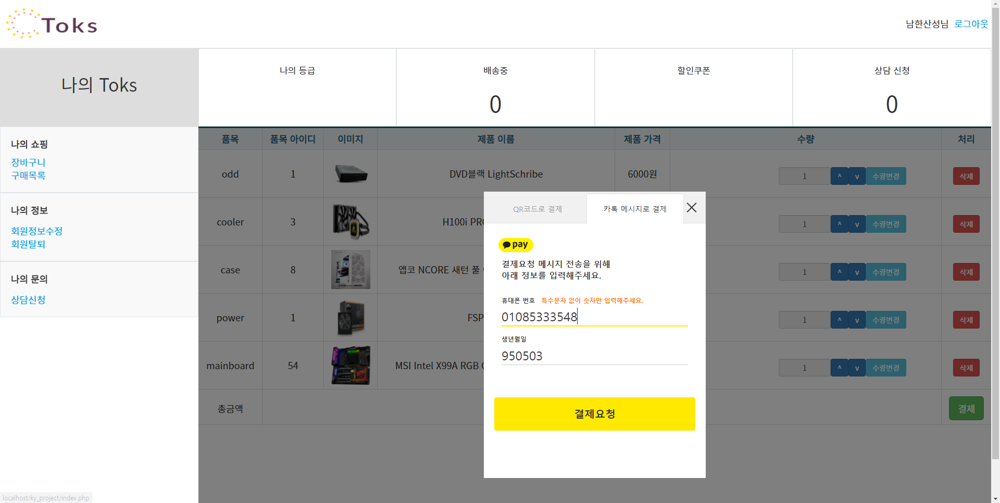 Toks
남한산성님 로그아웃
나의 Toks
나의 등급
배송중
0
할인쿠폰
상담 신청
0
나의 쇼핑
장바구니
구매목록
나의 정보
회원정보수정
회원탈퇴
나의 문의
상담신청
품목 품목 아이디 이미지 제품 이름 제품 가격 수량 처리
odd 1 DVD블랙 LightSchribe 6000원 1 ^ v 수량변경 삭제
cooler 3 H100i PR 1 ^ v 수량변경 삭제
case 8 앱코 NCORE 새턴 풀 1 ^ v 수량변경 삭제
power 1 FSP 1 ^ v 수량변경 삭제
mainboard 54 MSI Intel X99A RGB 1 ^ v 수량변경 삭제
총금액 결제
QR코드로 결제 카톡 메시지로 결제
pay
결제요청 메시지 전송을 위해
아래 정보를 입력해주세요.
휴대폰 번호 특수문자 없이 숫자만 입력해주세요.
01085333548
생년월일
950503
결제요청
localhost/ky_project/index.php